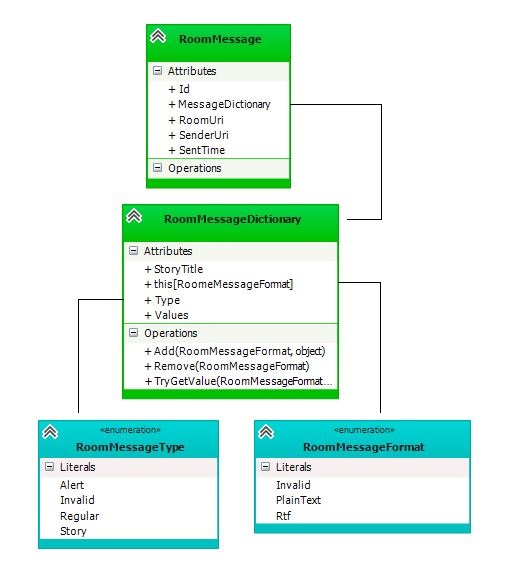 RoomMessage
Attributes
+ Id
+ MessageDictionary
+ RoomUri
+ SenderUri
+ SentTime
Operations
RoomMessageDictionary
Attributes
+ StoryTitle
+ this[RoomeMessageFormat]
+ Type
+ Values
Operations
+ Add(RoomMessageFormat, object)
+ Remove(RoomMessageFormat)
+ TryGetValue(RoomMessageFormat...
«enumeration»
RoomMessageType
Literals
Alert
Invalid
Regular
Story
«enumeration»
RoomMessageFormat
Literals
Invalid
PlainText
Rtf